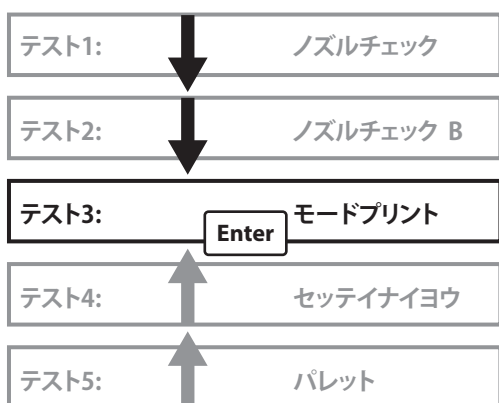 テスト1: ノズルチェック
テスト2: ノズルチェック B
テスト3: モードプリント
Enter
テスト4: セッテイナイヨウ
テスト5: パレット